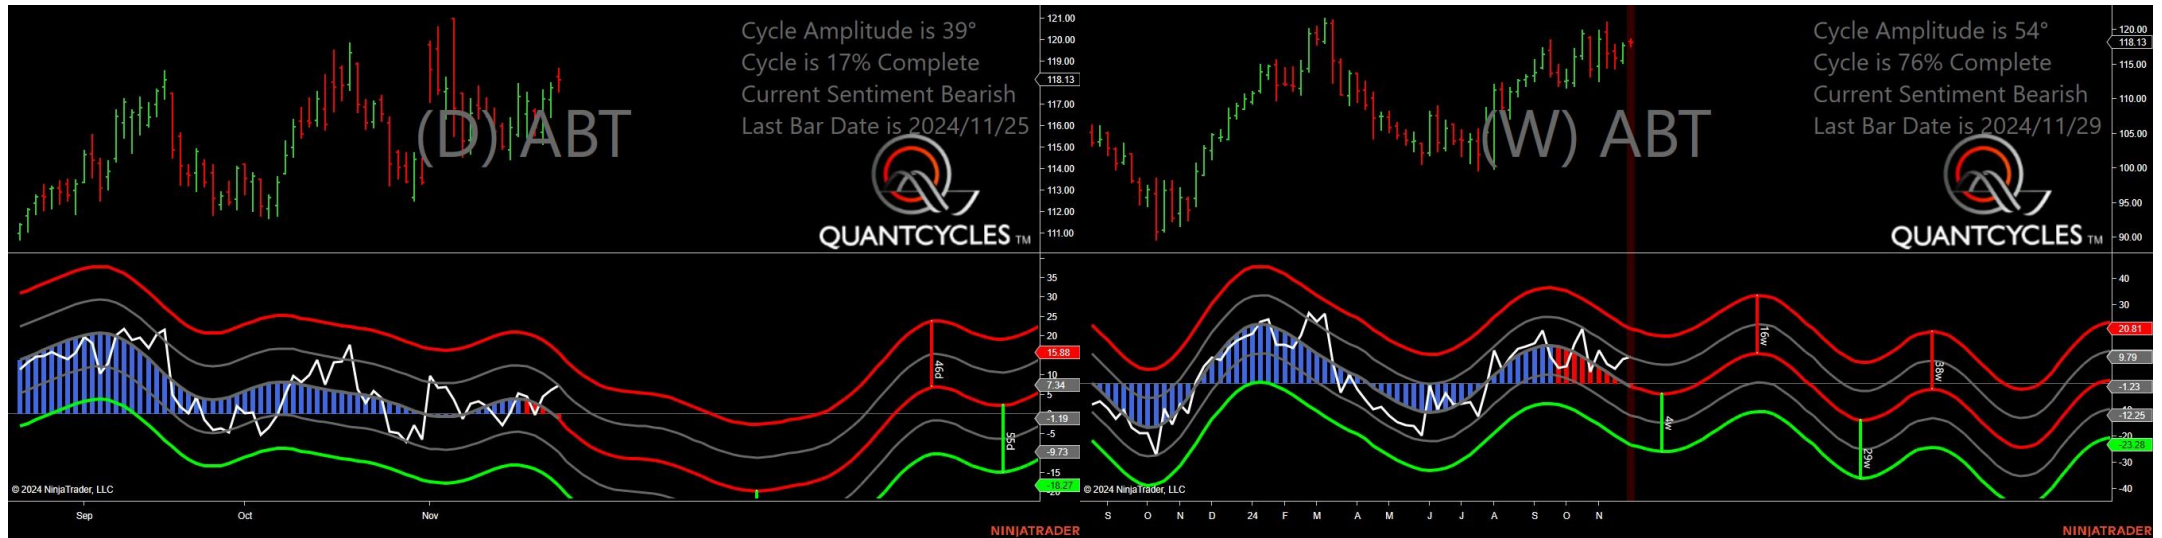 Cycle Amplitude is 39°
Cycle is 17% Complete
Current Sentiment Bearish
Last Bar Date is 2024/11/25
(D) ABT
QUANTCYCLES TM
121.00
120.00
119.00
118.13
117.00
116.00
115.00
114.00
113.00
112.00
111.00
35
30
25
20
15.88
10
7.34
5
-1.19
-5
-9.73
-15
-18.27
46d
55d
© 2024 NinjaTrader, LLC
Sep Oct Nov
NINJATRADER
Cycle Amplitude is 54°
Cycle is 76% Complete
Current Sentiment Bearish
Last Bar Date is 2024/11/29
(W) ABT
QUANTCYCLES TM
120.00
118.13
115.00
110.00
105.00
100.00
95.00
90.00
40
30
20.81
9.79
-1.23
-12.25
-20
-23.28
-30
-40
16w
38w
4w
29w
© 2024 NinjaTrader, LLC
S O N D 24 F M A M J J A S O N
NINJATRADER